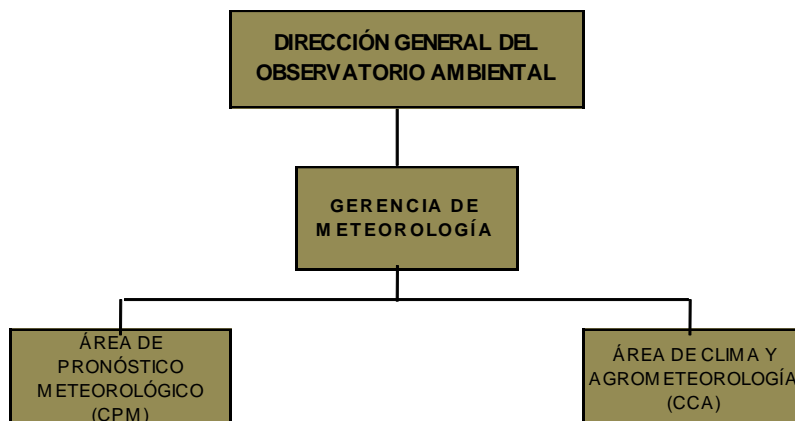 DIRECCIÓN GENERAL DEL
OBSERVATORIO AMBIENTAL
GERENCIA DE
METEOROLOGÍA
ÁREA DE
PRONÓSTICO
METEOROLÓGICO
(CPM)
ÁREA DE CLIMA Y
AGROMETEOROLOGÍA
(CCA)